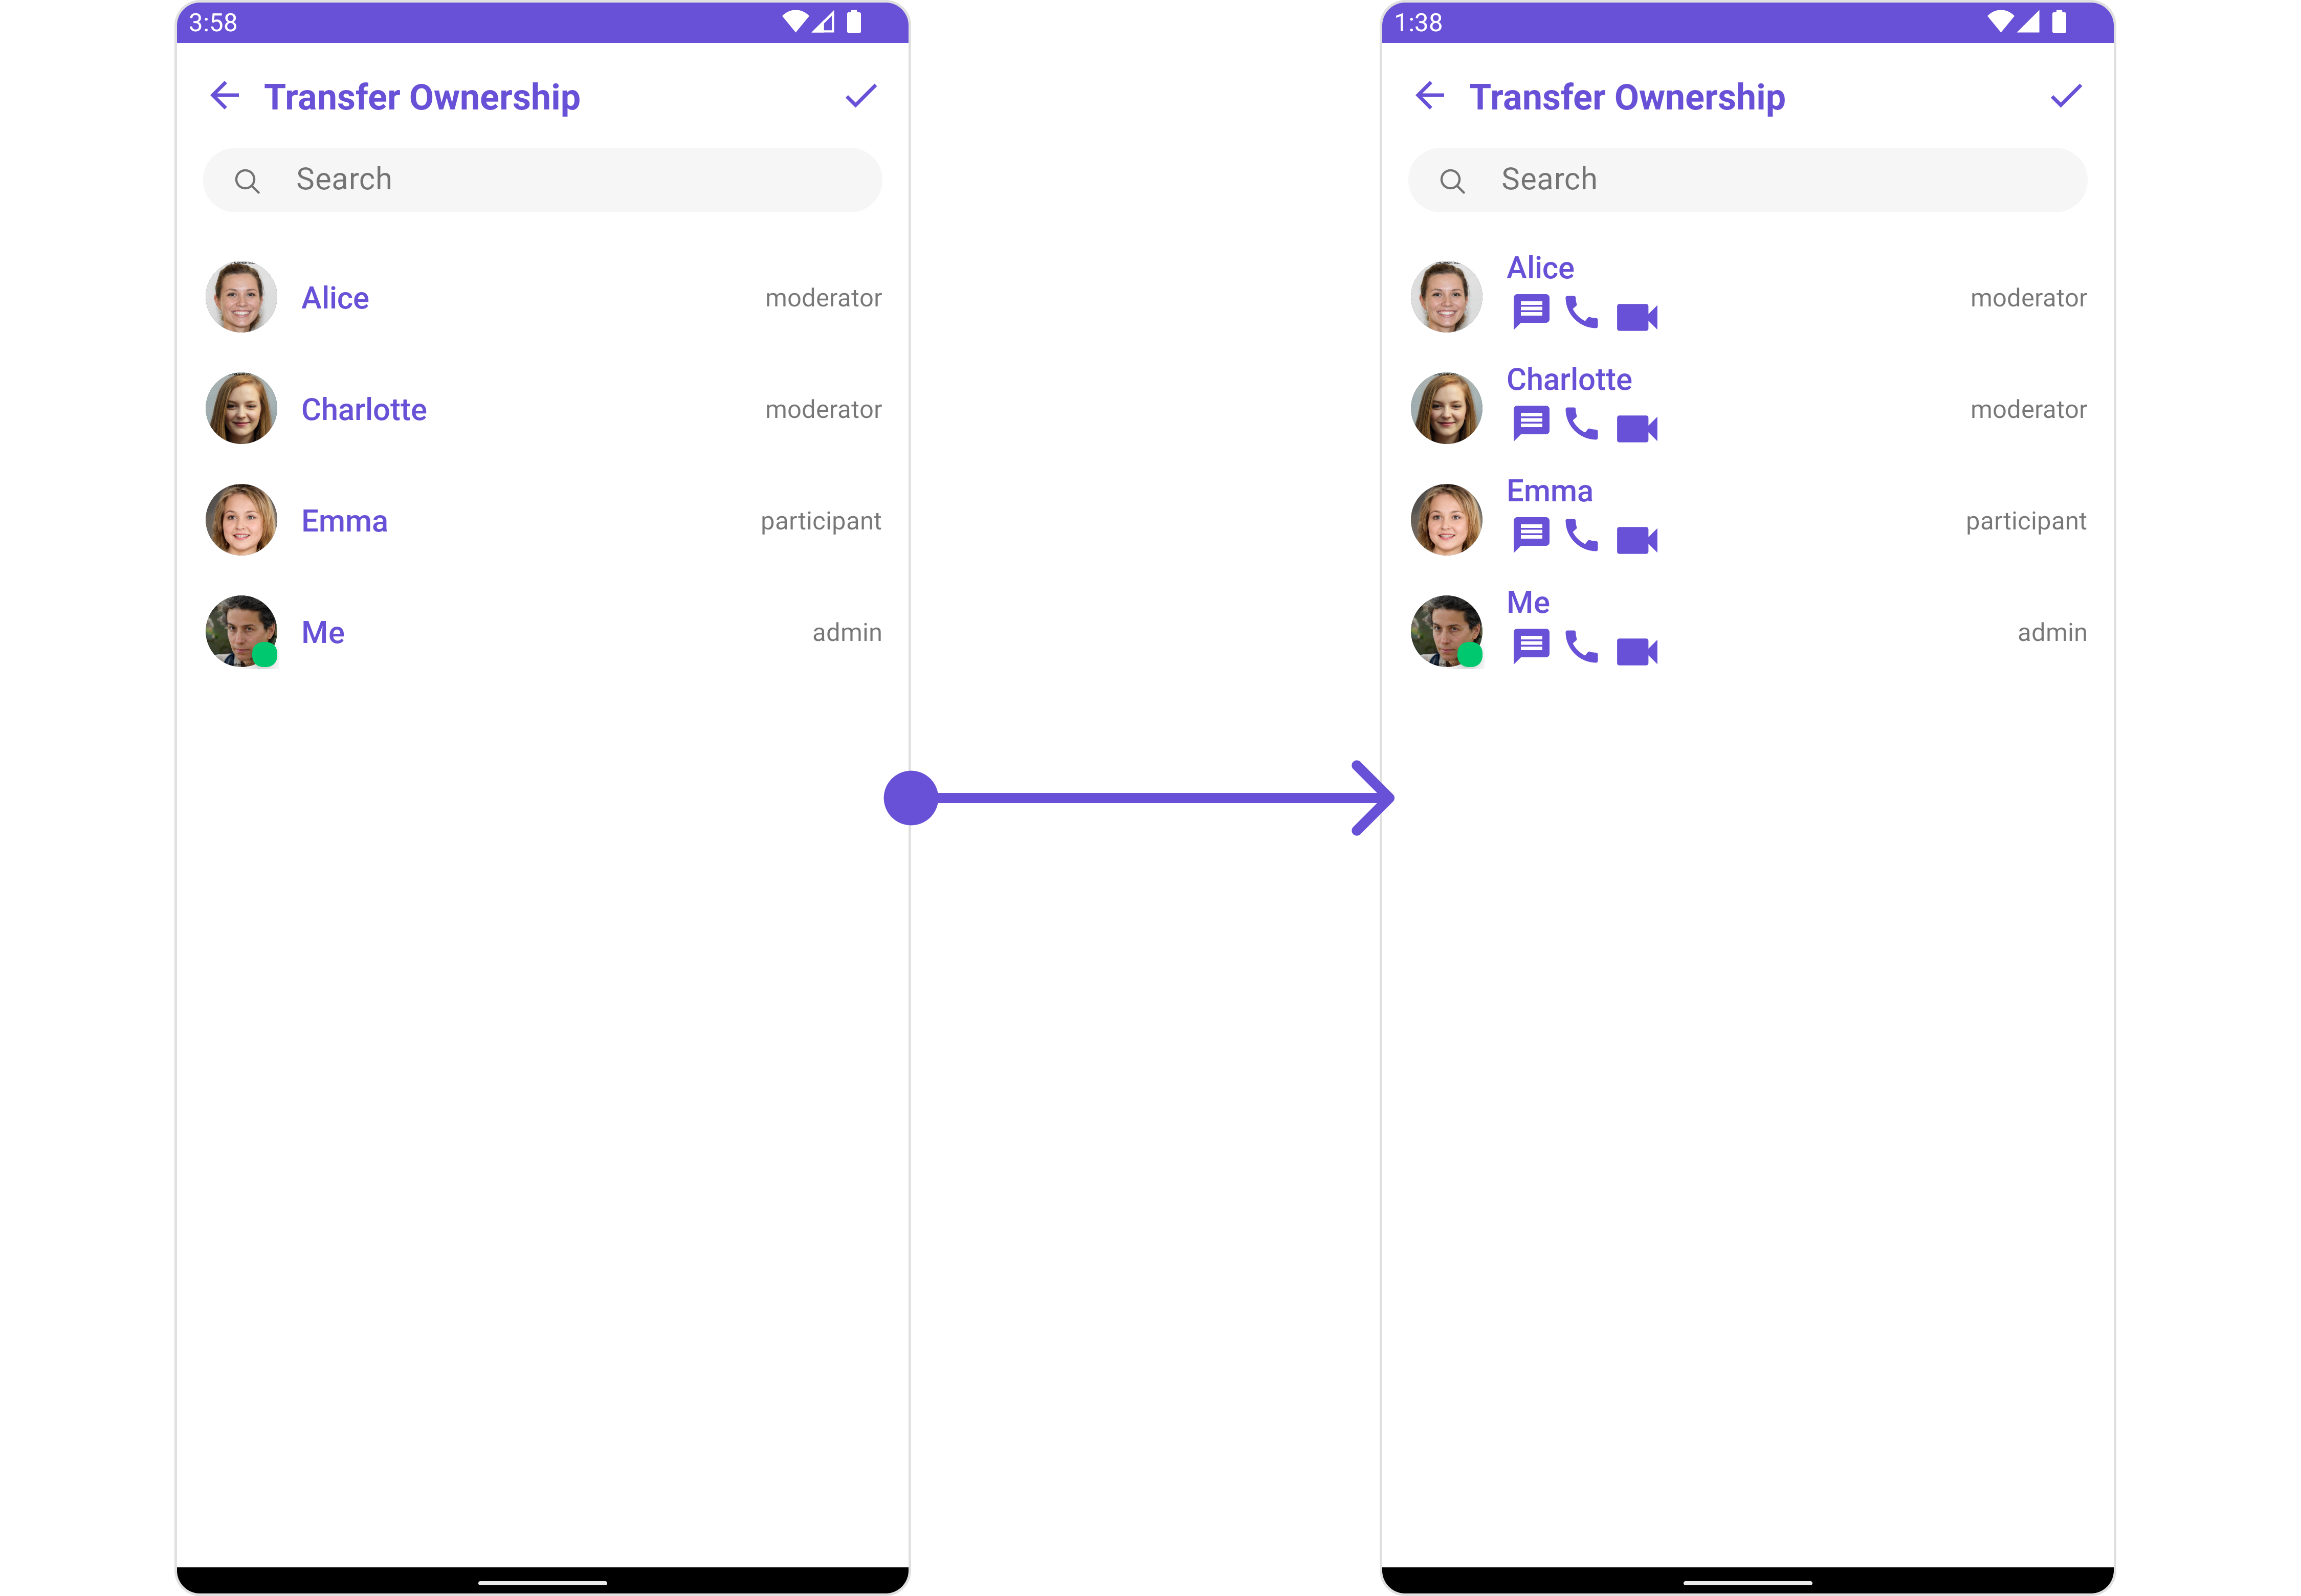 3:58
Transfer Ownership
Search
Alice
moderator
Charlotte
moderator
Emma
participant
Me
admin
1:38
Transfer Ownership
Search
Alice
moderator
Charlotte
moderator
Emma
participant
Me
admin